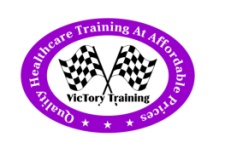 Quality Healthcare Training At Affordable Prices
VicTory Training